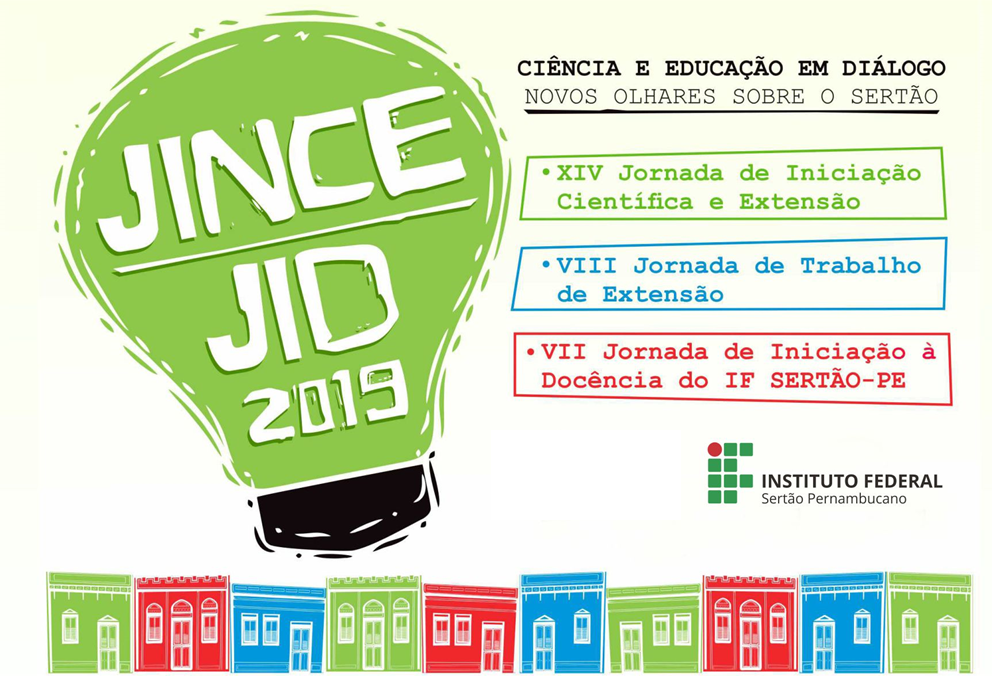 JINCE
JID
2019
CIÊNCIA E EDUCAÇÃO EM DIÁLOGO
NOVOS OLHARES SOBRE O SERTÃO
• XIV Jornada de Iniciação
Científica e Extensão
• VIII Jornada de Trabalho
de Extensão
• VII Jornada de Iniciação à
Docência do IF SERTÃO-PE
INSTITUTO FEDERAL
Sertão Pernambucano